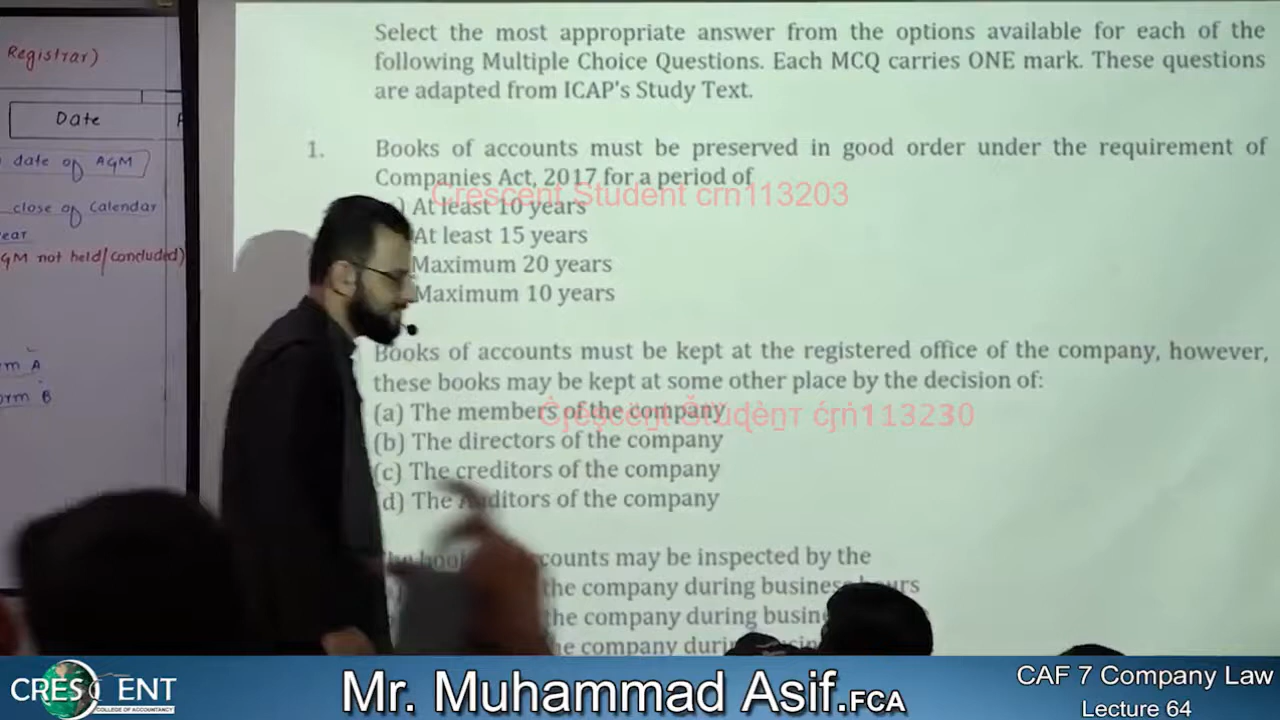 Registrar)
Date
date of AGM
close of Calendar
ear
GM not held/concluded)
Select the most appropriate answer from the options available for each of the
following Multiple Choice Questions. Each MCQ carries ONE mark. These questions
are adapted from ICAP's Study Text.
1. Books of accounts must be preserved in good order under the requirement of
Companies Act, 2017 for a period of
Crescent Student crn113203
At least 10 years
At least 15 years
Maximum 20 years
Maximum 10 years
Books of accounts must be kept at the registered office of the company, however,
these books may be kept at some other place by the decision of:
(a) The members of the company
Ċŗėşċëṇt Šţüḍèṇт ćŗṅ113230
(b) The directors of the company
(c) The creditors of the company
(d) The Auditors of the company
counts may be inspected by the
the company during business hours
the company during
he company
CRESCENT
COLLEGE OF ACCOUNTANCY
Mr. Muhammad Asif.FCA
CAF 7 Company Law
Lecture 64